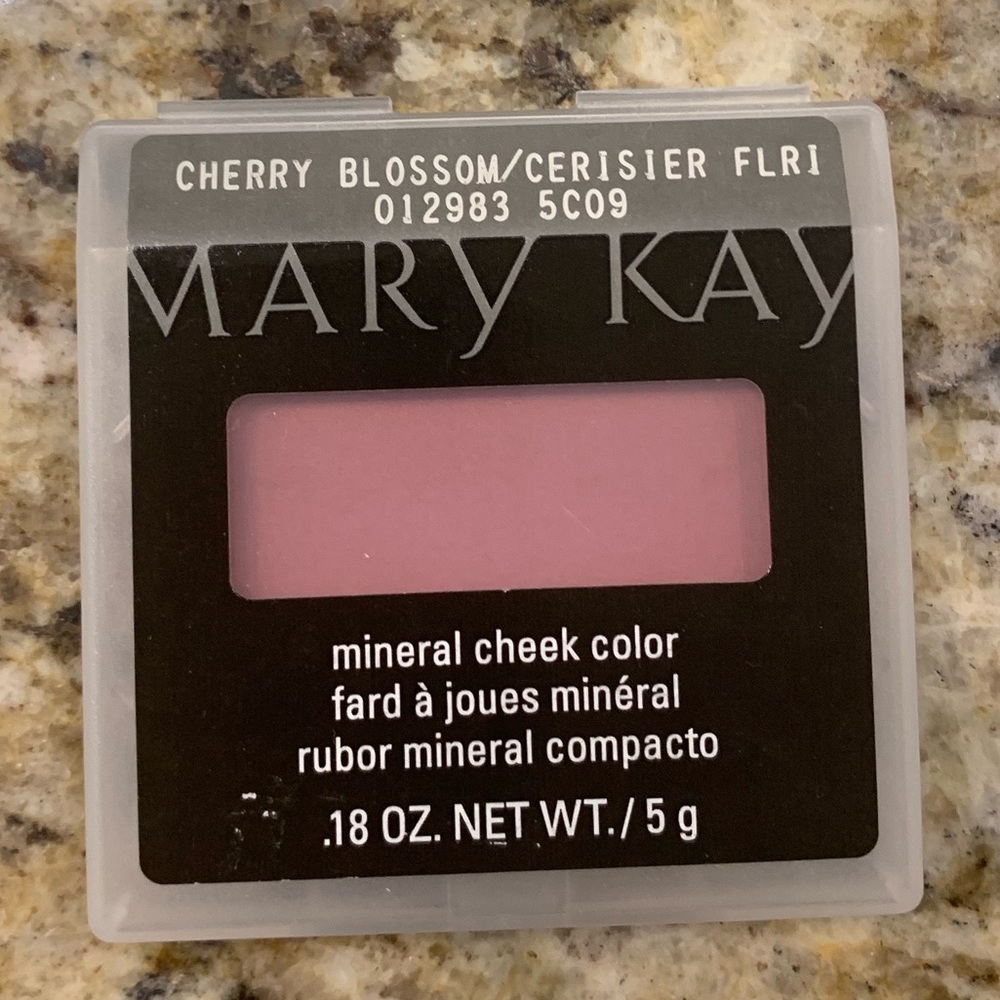 CHERRY BLOSSOM/CERISIER FLRI
012983 5C09
MARY KAY
mineral cheek color
fard à joues minéral
rubor mineral compacto
.18 OZ. NET WT./ 5 g